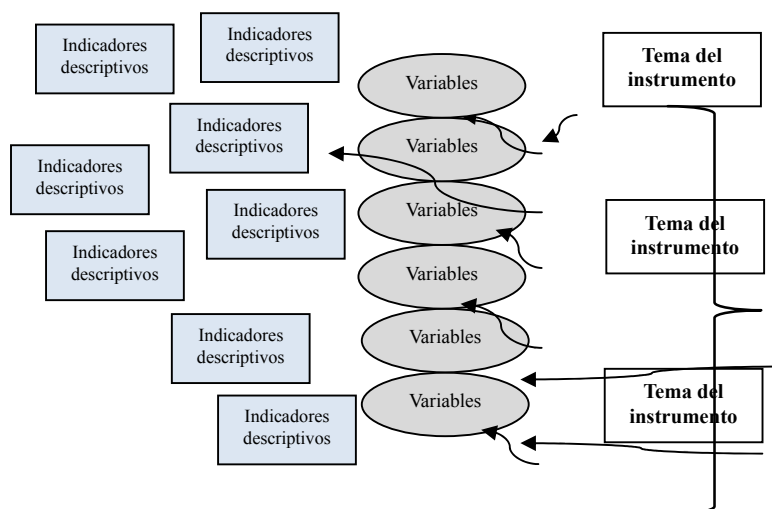 Indicadores
descriptivos
Indicadores
descriptivos
Indicadores
descriptivos
Indicadores
descriptivos
Indicadores
descriptivos
Indicadores
descriptivos
Indicadores
descriptivos
Indicadores
descriptivos
Variables
Variables
Variables
Variables
Variables
Variables
Tema del
instrumento
Tema del
instrumento
Tema del
instrumento